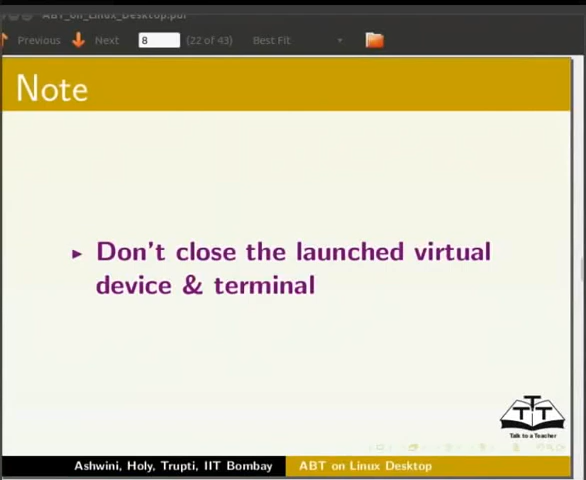 ABT_on_Linux_Desktop.pdf
Previous Next 8 (22 of 43) Best Fit
Note
Don't close the launched virtual
device & terminal
TTT
Talk to a Teacher
Ashwini, Holy, Trupti, IIT Bombay ABT on Linux Desktop